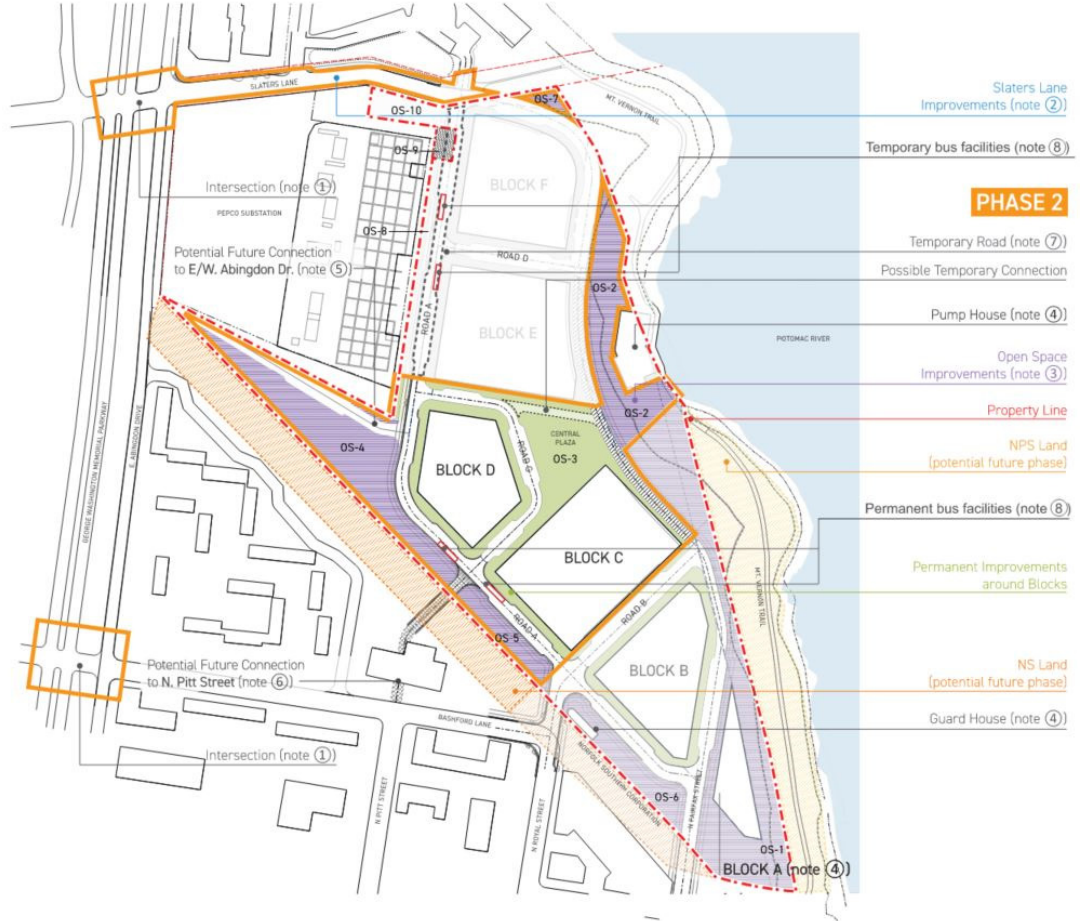 SLATERS LANE
OS-7
MT. VERNON TRAIL
OS-10
OS-9
BLOCK F
Intersection (note ①)
PEPCO SUBSTATION
OS-8
Potential Future Connection
to E/W. Abingdon Dr. (note ⑤)
ROAD D
ROAD A
OS-2
BLOCK E
POTOMAC RIVER
OS-2
GEORGE WASHINGTON MEMORIAL PARKWAY
E. ABINGDON DRIVE
OS-4
CENTRAL
PLAZA
OS-3
ROAD G
BLOCK D
BLOCK C
MT. VERNON TRAIL
ROAD A
ROAD B
OS-5
BLOCK B
Potential Future Connection
to N. Pitt Street (note ⑥)
BASHFORD LANE
Intersection (note ①)
NORFOLK SOUTHERN CORPORATION
N PITT STREET
N ROYAL STREET
OS-6
N FAIRFAX STREET
OS-1
BLOCK A (note ④)
Slaters Lane
Improvements (note ②)
Temporary bus facilities (note ⑧)
PHASE 2
Temporary Road (note ⑦)
Possible Temporary Connection
Pump House (note ④)
Open Space
Improvements (note ③)
Property Line
NPS Land
(potential future phase)
Permanent bus facilities (note ⑧)
Permanent Improvements
around Blocks
NS Land
(potential future phase)
Guard House (note ④)